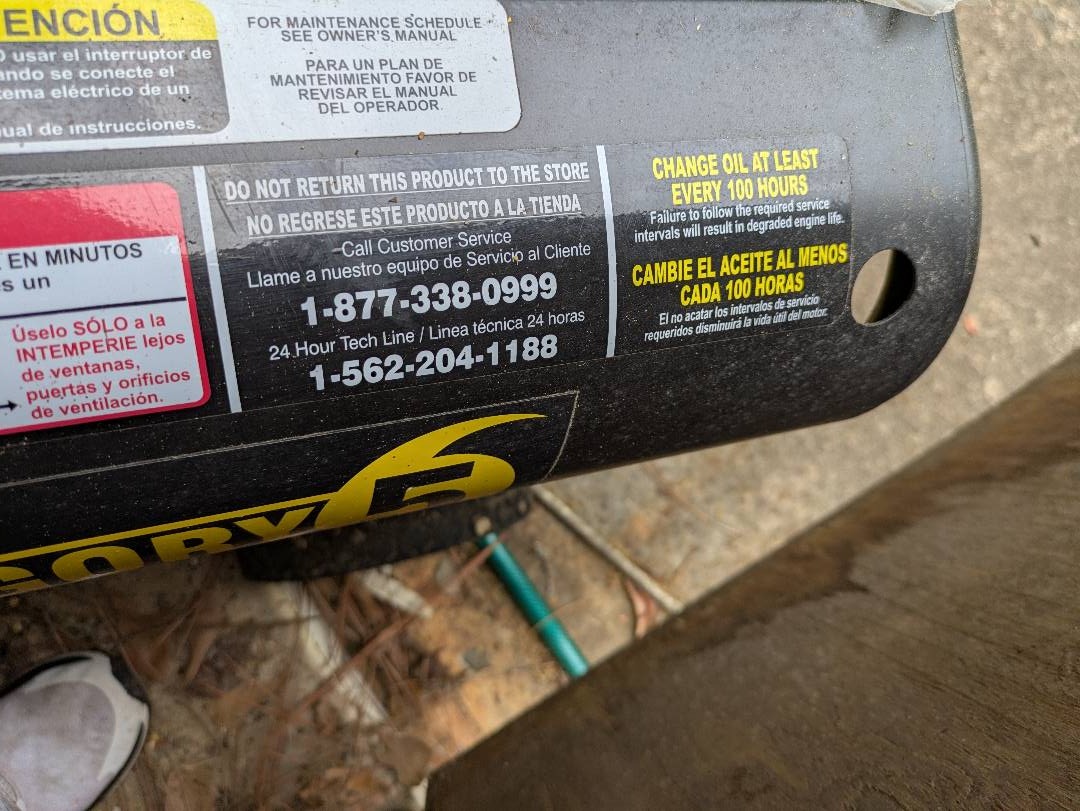 ENCIÓN
O usar el interruptor de
ando se conecte el
tema eléctrico de un
ual de instrucciones.
FOR MAINTENANCE SCHEDULE
SEE OWNER'S MANUAL
PARA UN PLAN DE
MANTENIMIENTO FAVOR DE
REVISAR EL MANUAL
DEL OPERADOR.
E EN MINUTOS
es un
Úselo SÓLO a la
INTEMPERIE lejos
de ventanas,
puertas y orificios
de ventilación.
DO NOT RETURN THIS PRODUCT TO THE STORE
NO REGRESE ESTE PRODUCTO A LA TIENDA
Call Customer Service
Llame a nuestro equipo de Servicio al Cliente
1-877-338-0999
24 Hour Tech Line / Linea técnica 24 horas
1-562-204-1188
CHANGE OIL AT LEAST
EVERY 100 HOURS
Failure to follow the required service
intervals will result in degraded engine life.
CAMBIE EL ACEITE AL MENOS
CADA 100 HORAS
El no acatar los intervalos de servicio
requeridos disminuirá la vida útil del motor.
GORY 5